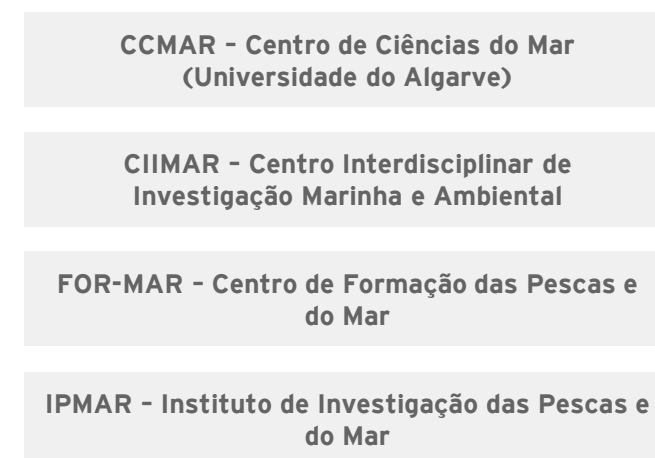 CCMAR – Centro de Ciências do Mar
(Universidade do Algarve)
CIIMAR – Centro Interdisciplinar de
Investigação Marinha e Ambiental
FOR-MAR – Centro de Formação das Pescas e
do Mar
IPMAR – Instituto de Investigação das Pescas e
do Mar